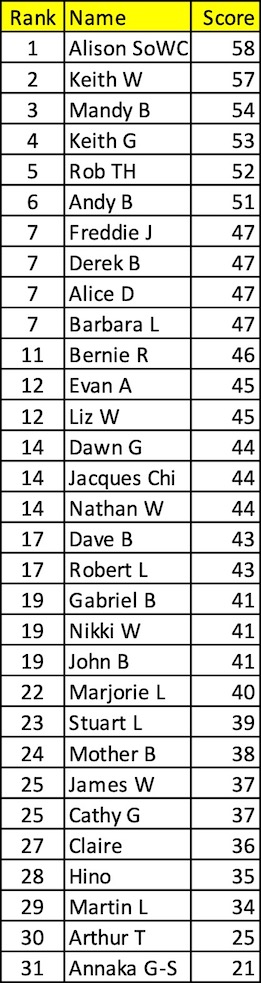 Rank Name Score
1 Alison SoWC 58
2 Keith W 57
3 Mandy B 54
4 Keith G 53
5 Rob TH 52
6 Andy B 51
7 Freddie J 47
7 Derek B 47
7 Alice D 47
7 Barbara L 47
11 Bernie R 46
12 Evan A 45
12 Liz W 45
14 Dawn G 44
14 Jacques Chi 44
14 Nathan W 44
17 Dave B 43
17 Robert L 43
19 Gabriel B 41
19 Nikki W 41
19 John B 41
22 Marjorie L 40
23 Stuart L 39
24 Mother B 38
25 James W 37
25 Cathy G 37
27 Claire 36
28 Hino 35
29 Martin L 34
30 Arthur T 25
31 Annaka G-S 21